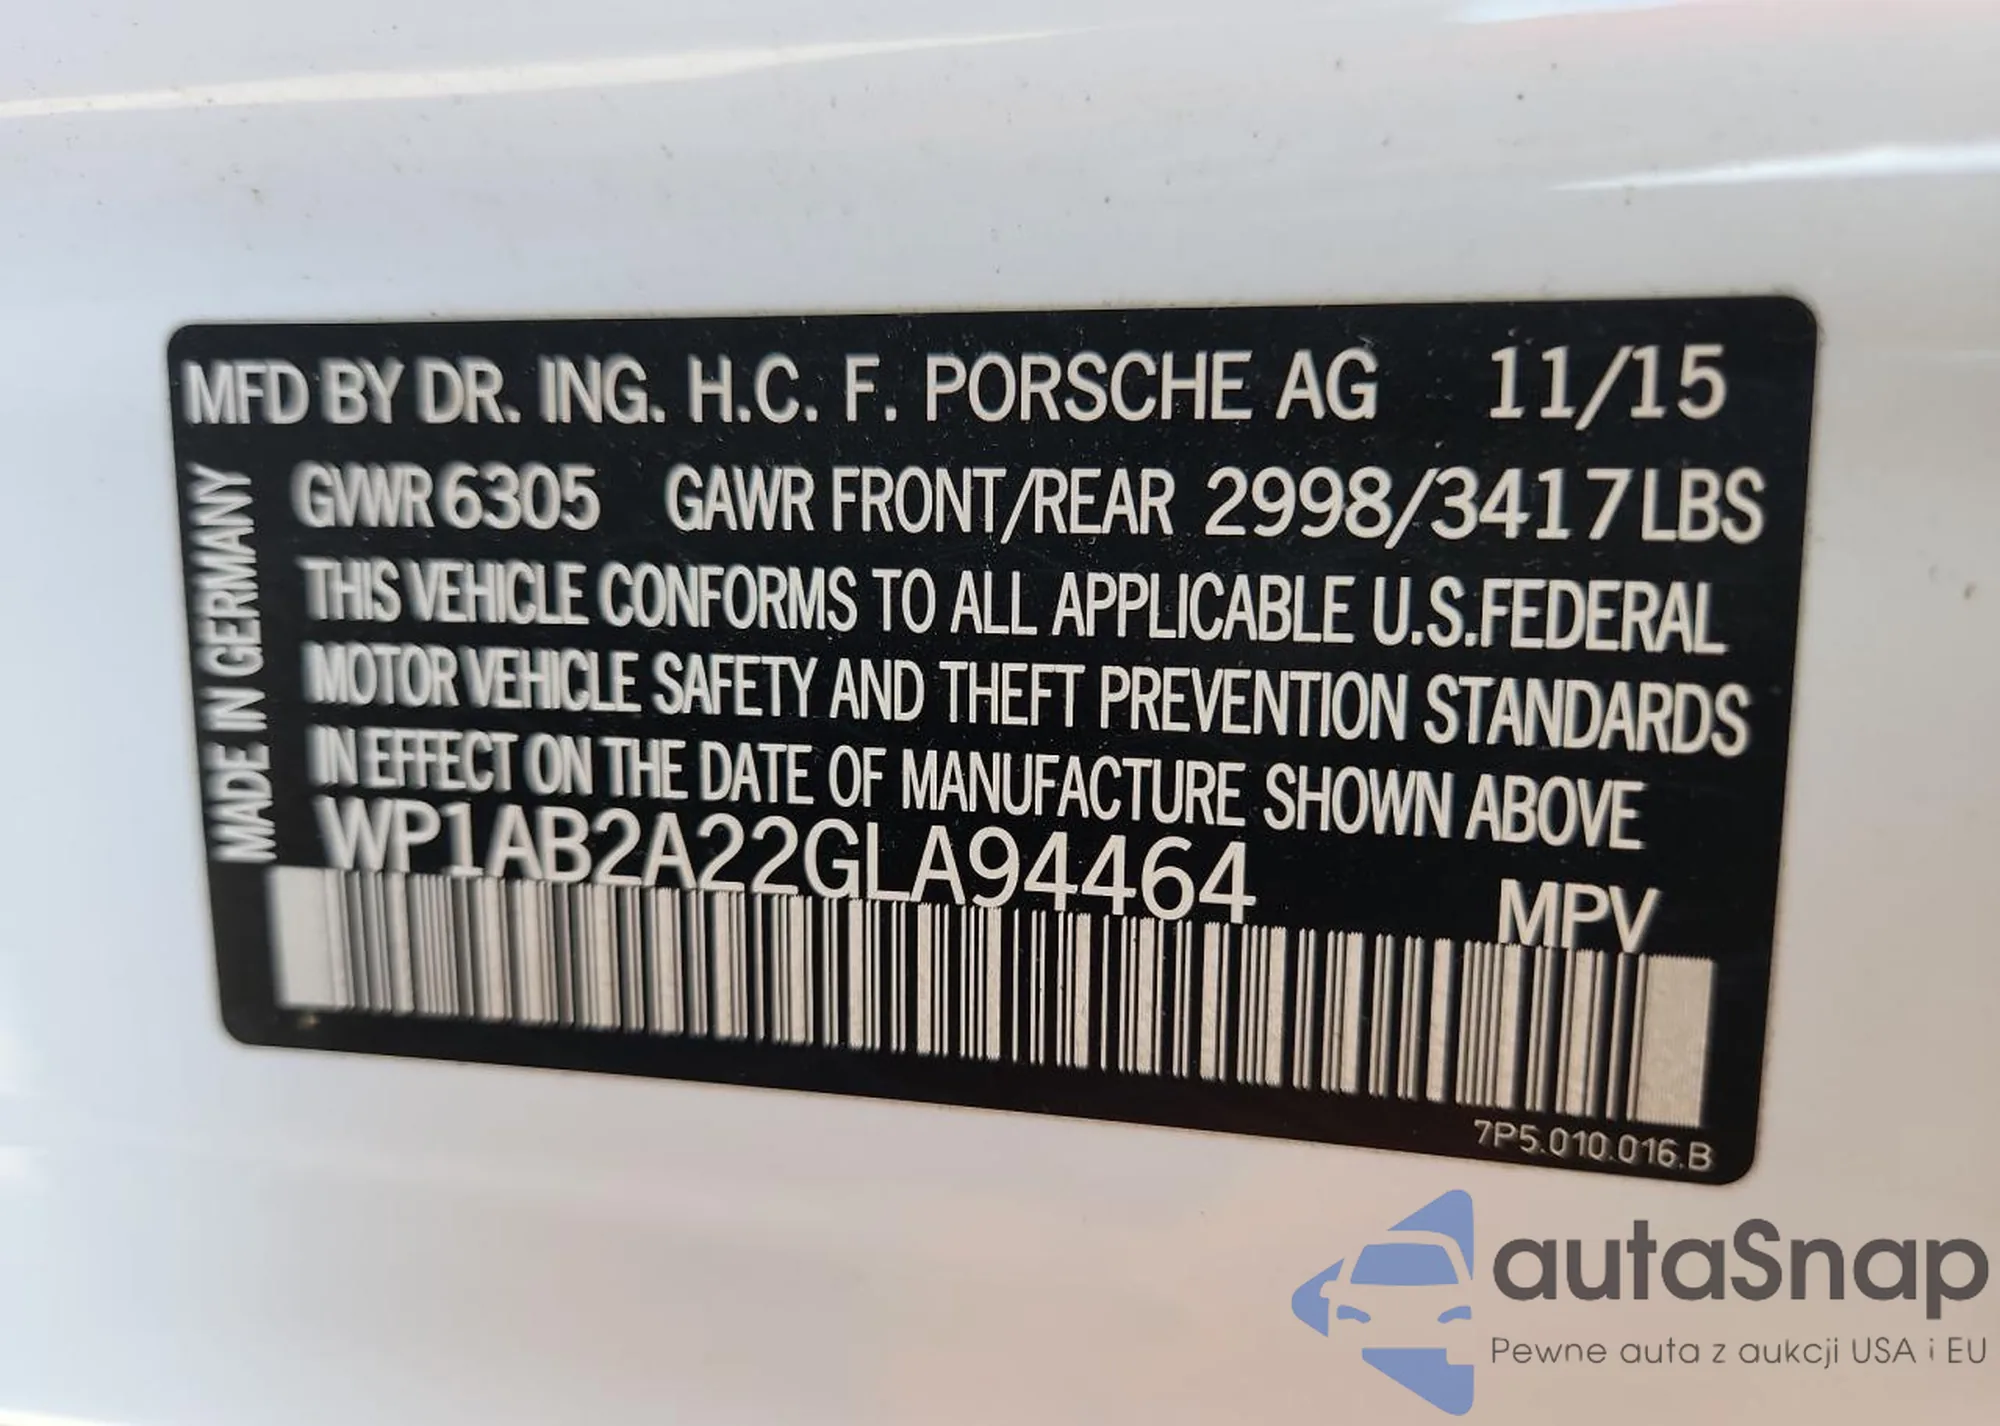 MFD BY DR. ING. H.C. F. PORSCHE AG 11/15
GVWR 6305 GAWR FRONT/REAR 2998/3417 LBS
THIS VEHICLE CONFORMS TO ALL APPLICABLE U.S.FEDERAL
MOTOR VEHICLE SAFETY AND THEFT PREVENTION STANDARDS
IN EFFECT ON THE DATE OF MANUFACTURE SHOWN ABOVE
WP1AB2A22GLA94464 MPV
MADE IN GERMANY
7P5.010.016.B
autaSnap
Pewne auta z aukcji USA i EU